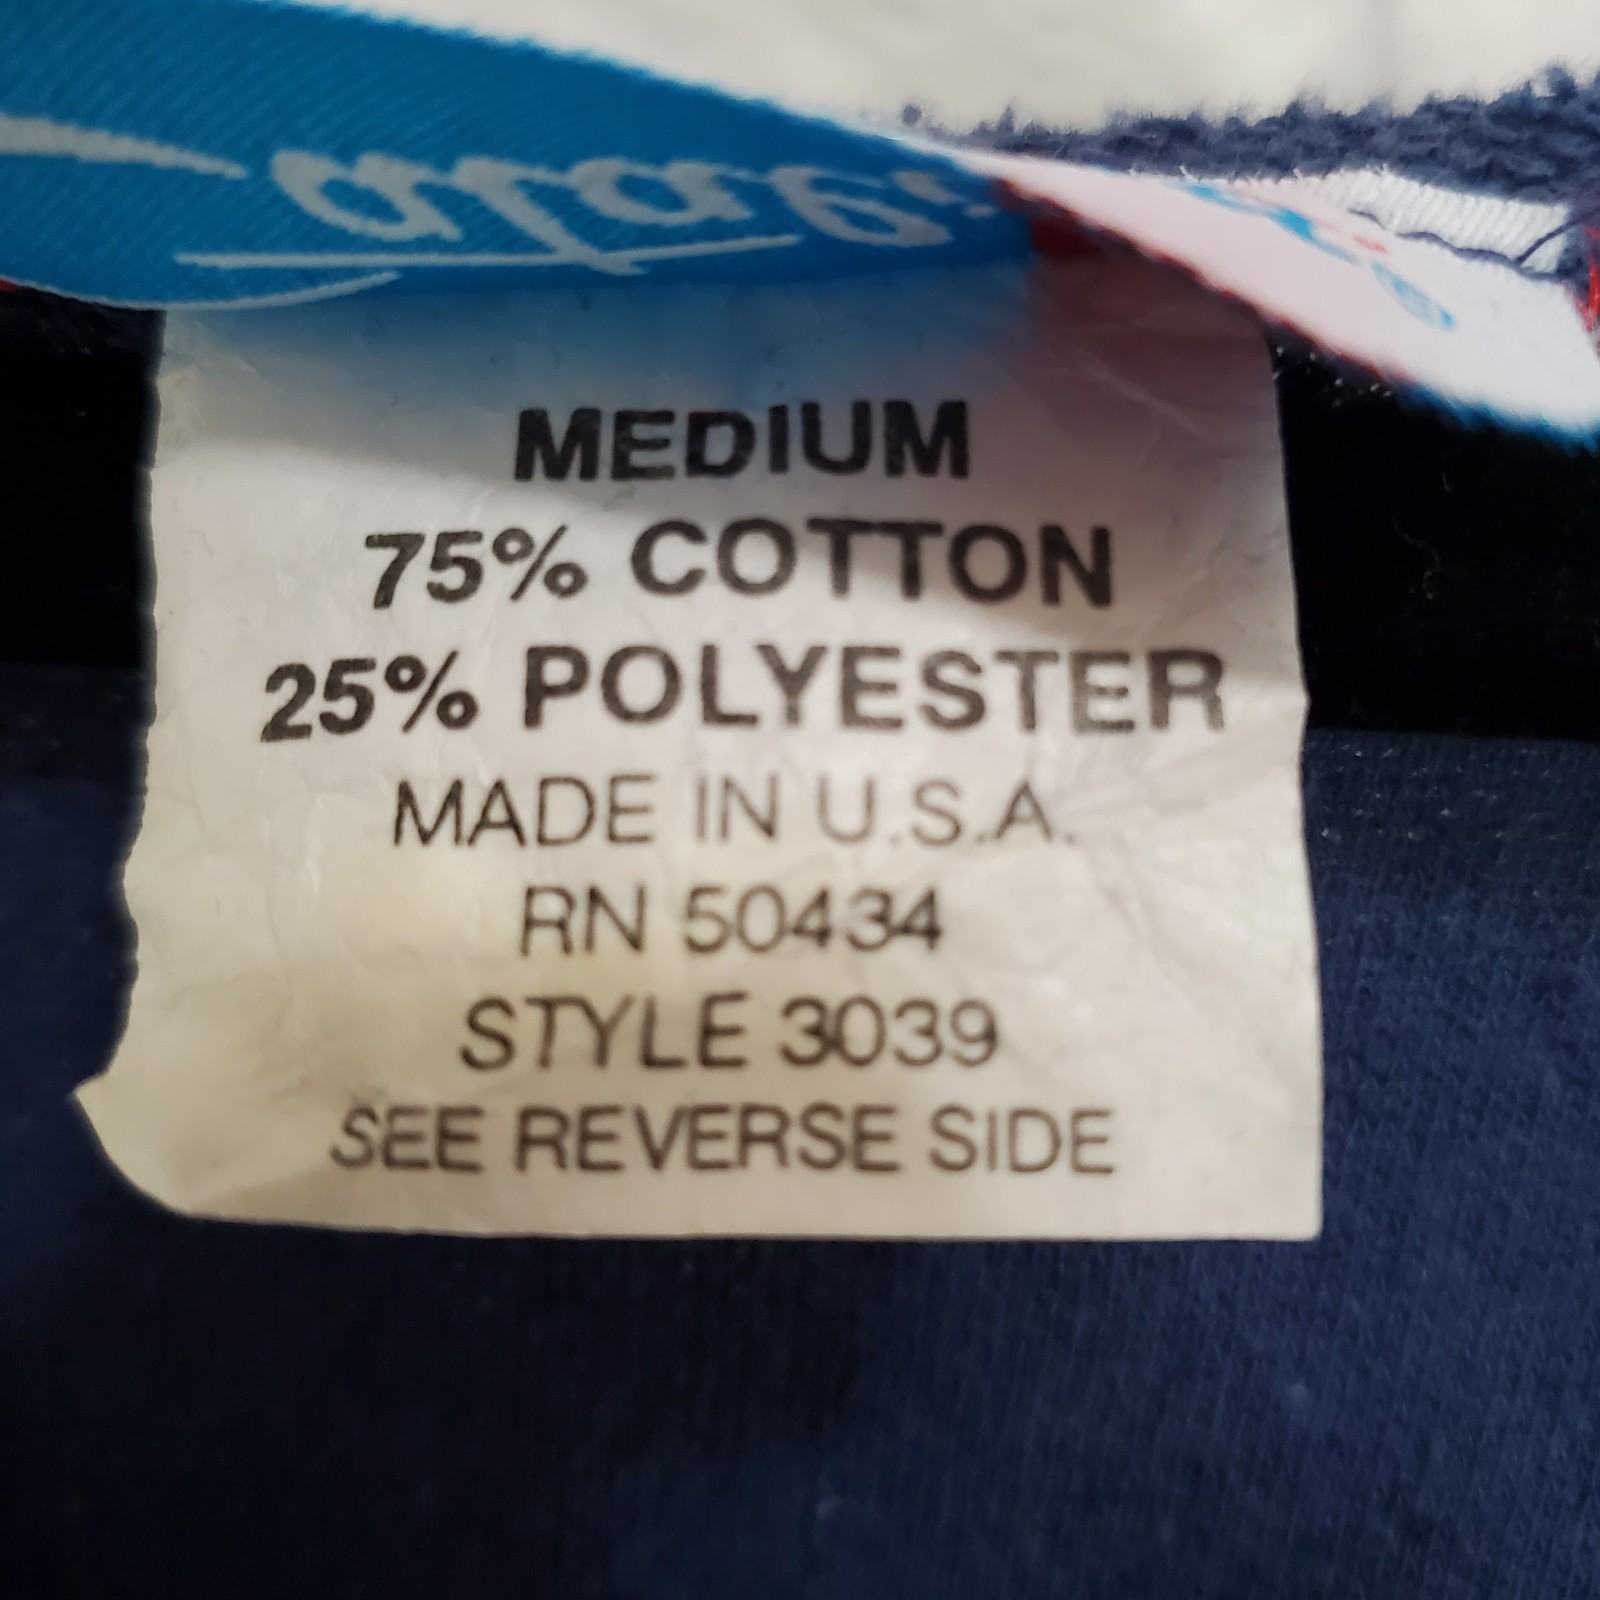 MEDIUM
75% COTTON
25% POLYESTER
MADE IN U.S.A.
RN 50434
STYLE 3039
SEE REVERSE SIDE